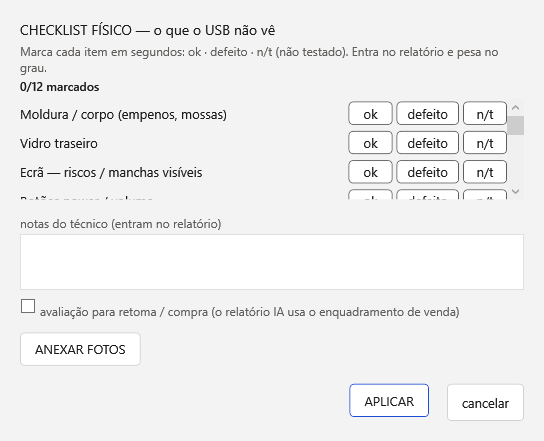 CHECKLIST FÍSICO — o que o USB não vê
Marca cada item em segundos: ok · defeito · n/t (não testado). Entra no relatório e pesa no
grau.
0/12 marcados
Moldura / corpo (empenos, mossas) ok defeito n/t
Vidro traseiro ok defeito n/t
Ecrã — riscos / manchas visíveis ok defeito n/t
notas do técnico (entram no relatório)
avaliação para retoma / compra (o relatório IA usa o enquadramento de venda)
ANEXAR FOTOS
APLICAR cancelar